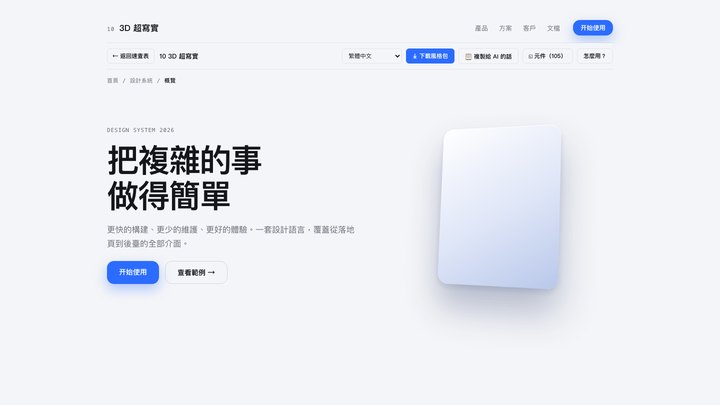 10 3D 超寫實
產品 方案 客戶 文檔 开始使用
← 返回速查表 10 3D 超寫實 繁體中文 ⤓ 下載風格包 📋 複製給 AI 的話 元件（105） 怎麼用？
首頁 / 設計系統 / 概覽
DESIGN SYSTEM 2026
把複雜的事
做得簡單
更快的構建、更少的維護、更好的體驗。一套設計語言，覆蓋從落地
頁到後臺的全部介面。
开始使用 查看範例 →